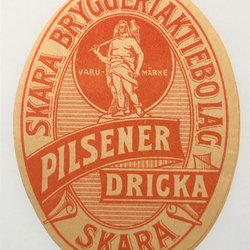 SKARA BRYGGERIAKTIEBOLAG
VARU-MÄRKE
PILSENER
DRICKA
SKARA